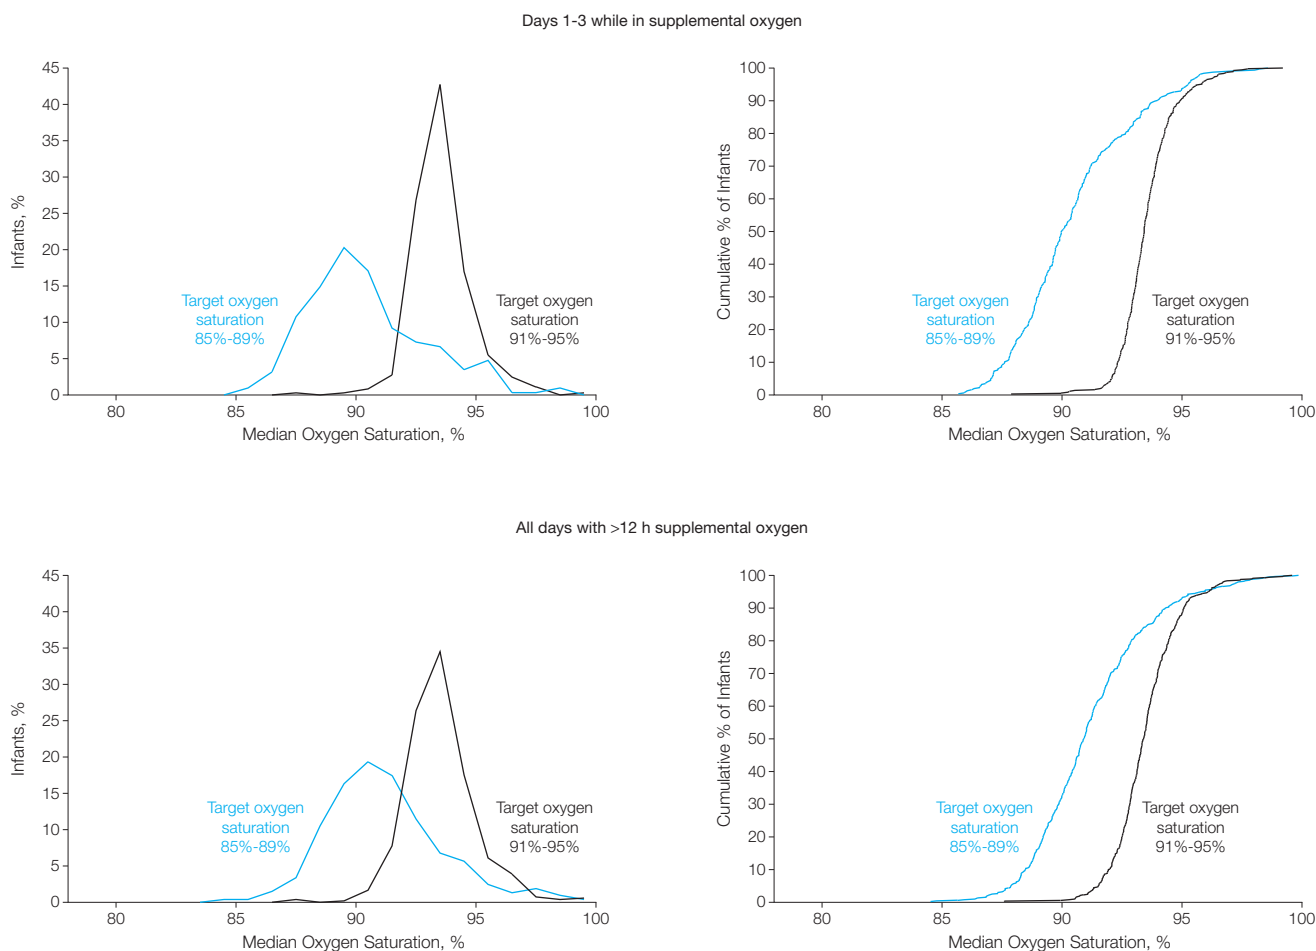 Days 1-3 while in supplemental oxygen
45
40
35
30
25
20
15
10
5
0
Infants, %
Target oxygen
saturation
85%-89%
Target oxygen
saturation
91%-95%
80
85
90
95
100
Median Oxygen Saturation, %
100
90
80
70
60
50
40
30
20
10
0
Cumulative % of Infants
Target oxygen
saturation
85%-89%
Target oxygen
saturation
91%-95%
80
85
90
95
100
Median Oxygen Saturation, %
All days with >12 h supplemental oxygen
45
40
35
30
25
20
15
10
5
0
Infants, %
Target oxygen
saturation
85%-89%
Target oxygen
saturation
91%-95%
80
85
90
95
100
Median Oxygen Saturation, %
100
90
80
70
60
50
40
30
20
10
0
Cumulative % of Infants
Target oxygen
saturation
85%-89%
Target oxygen
saturation
91%-95%
80
85
90
95
100
Median Oxygen Saturation, %